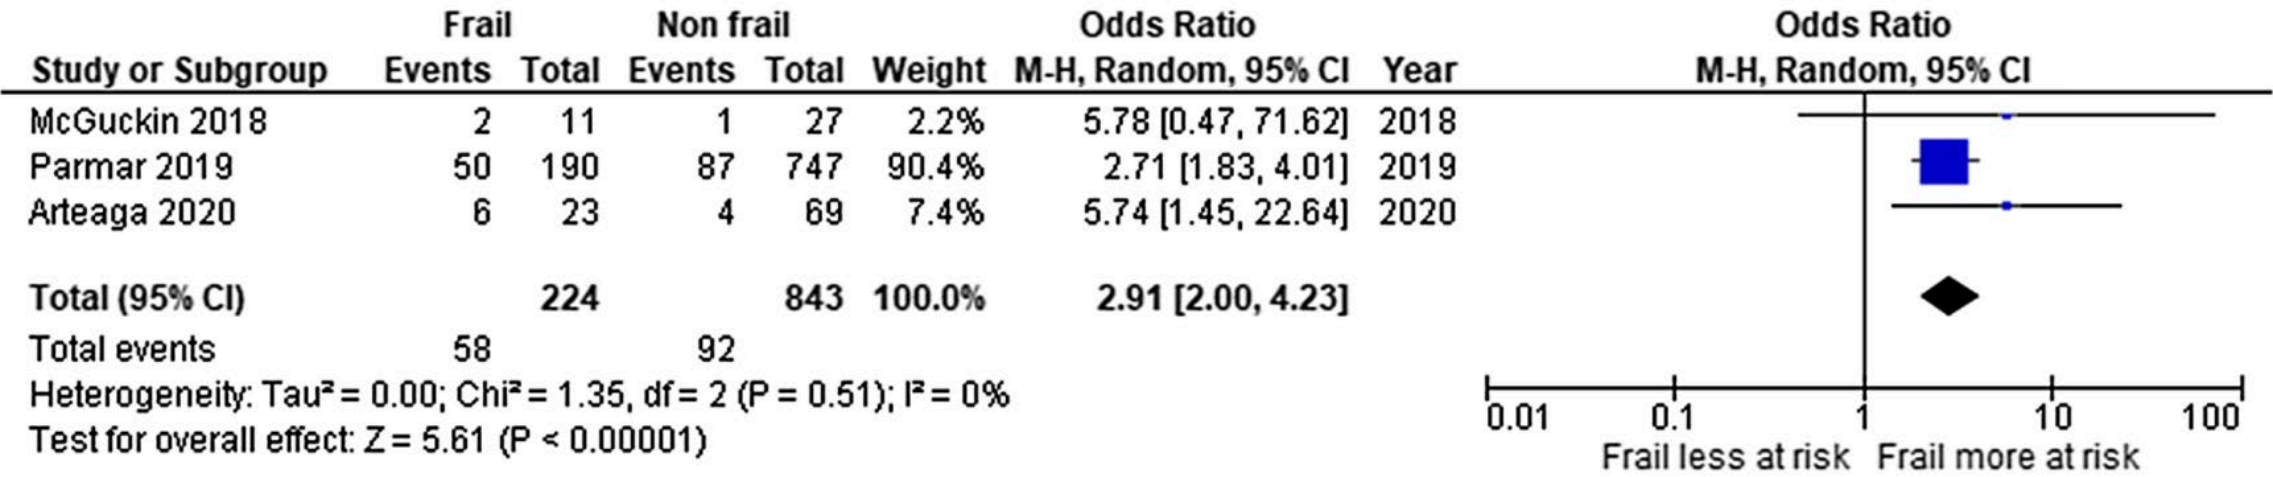 Frail Non frail Odds Ratio Odds Ratio
Study or Subgroup Events Total Events Total Weight M-H, Random, 95% CI Year M-H, Random, 95% CI
McGuckin 2018 2 11 1 27 2.2% 5.78 [0.47, 71.62] 2018
Parmar 2019 50 190 87 747 90.4% 2.71 [1.83, 4.01] 2019
Arteaga 2020 6 23 4 69 7.4% 5.74 [1.45, 22.64] 2020
Total (95% CI) 224 843 100.0% 2.91 [2.00, 4.23]
Total events 58 92
Heterogeneity: Tau² = 0.00; Chi² = 1.35, df = 2 (P = 0.51); I² = 0%
Test for overall effect: Z = 5.61 (P < 0.00001)
0.01 0.1 1 10 100
Frail less at risk Frail more at risk